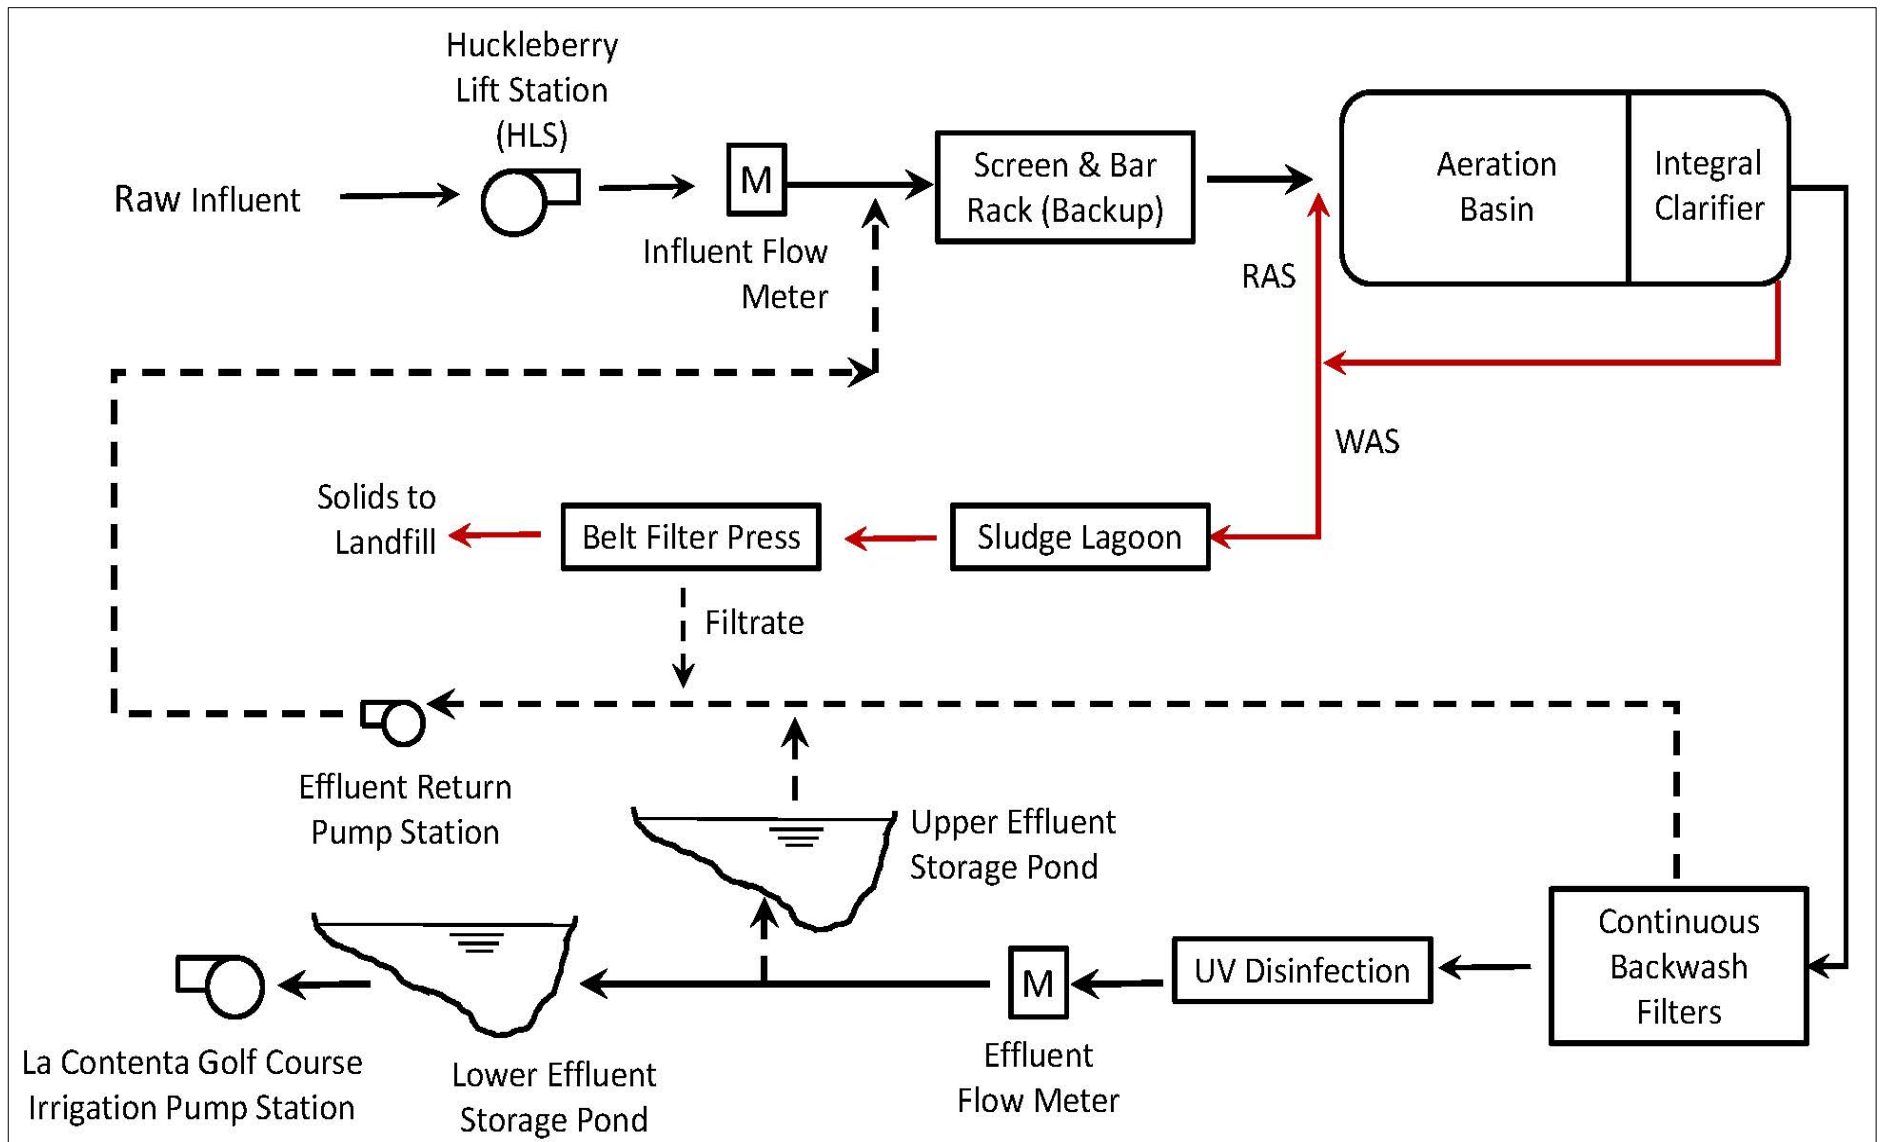 Huckleberry
Lift Station
(HLS)
Raw Influent
M
Influent Flow
Meter
Screen & Bar
Rack (Backup)
Aeration
Basin
Integral
Clarifier
RAS
WAS
Solids to
Landfill
Belt Filter Press
Sludge Lagoon
Filtrate
Effluent Return
Pump Station
Upper Effluent
Storage Pond
Continuous
Backwash
Filters
UV Disinfection
M
Effluent
Flow Meter
Lower Effluent
Storage Pond
La Contenta Golf Course
Irrigation Pump Station